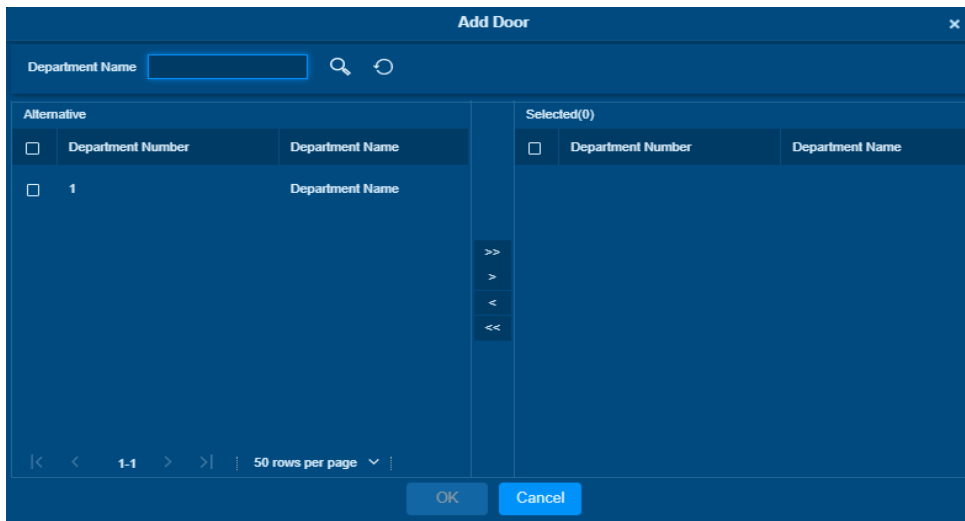 Add Door ×
Department Name
Alternative
Selected(0)
Department Number Department Name
Department Number Department Name
1 Department Name
>>
>
<
<<
|< < 1-1 > >| 50 rows per page
OK Cancel